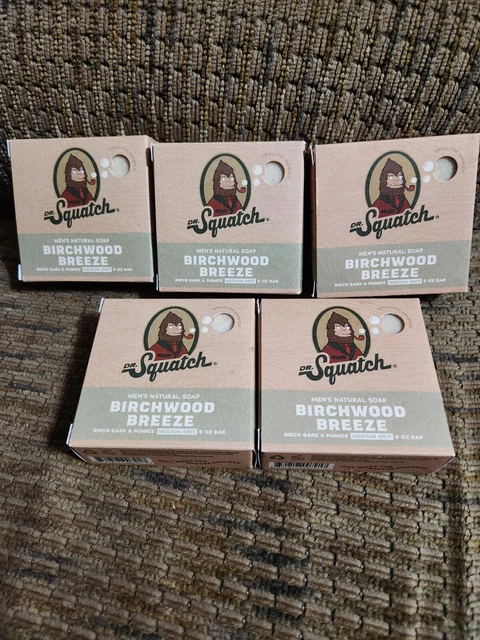 DR.
Squatch®
MEN'S NATURAL SOAP
BIRCHWOOD
BREEZE
BIRCH BARK & PUMICE MEDIUM GRIT 5 OZ BAR
DR.
Squatch®
MEN'S NATURAL SOAP
BIRCHWOOD
BREEZE
BIRCH BARK & PUMICE MEDIUM GRIT 5 OZ BAR
DR.
Squatch®
MEN'S NATURAL SOAP
BIRCHWOOD
BREEZE
BIRCH BARK & PUMICE MEDIUM GRIT 5 OZ BAR
DR.
Squatch®
MEN'S NATURAL SOAP
BIRCHWOOD
BREEZE
BIRCH BARK & PUMICE MEDIUM GRIT 5 OZ BAR
DR.
Squatch®
MEN'S NATURAL SOAP
BIRCHWOOD
BREEZE
BIRCH BARK & PUMICE MEDIUM GRIT 5 OZ BAR